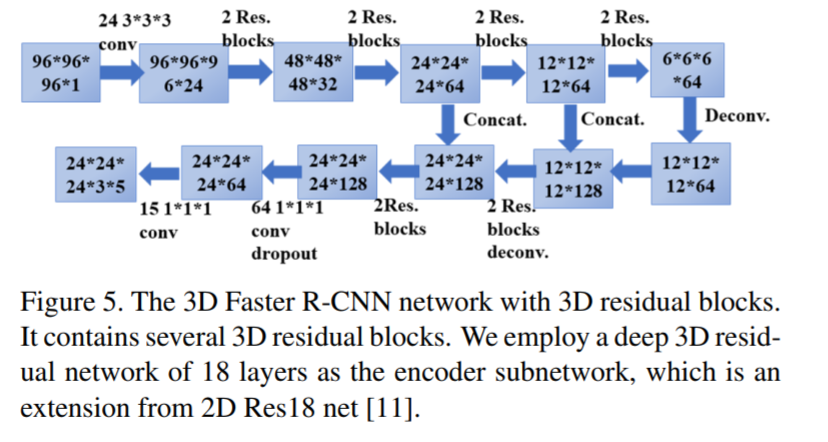 24 3*3*3
conv
2 Res.
blocks
2 Res.
blocks
2 Res.
blocks
2 Res.
blocks
96*96*
96*1
96*96*9
6*24
48*48*
48*32
24*24*
24*64
12*12*
12*64
6*6*6
*64
Concat.
Concat.
Deconv.
24*24*
24*3*5
24*24*
24*64
24*24*
24*128
24*24*
24*128
12*12*
12*128
12*12*
12*64
15 1*1*1
conv
64 1*1*1
conv
dropout
2Res.
blocks
2 Res.
blocks
deconv.
Figure 5. The 3D Faster R-CNN network with 3D residual blocks.
It contains several 3D residual blocks. We employ a deep 3D resid-
ual network of 18 layers as the encoder subnetwork, which is an
extension from 2D Res18 net [11].